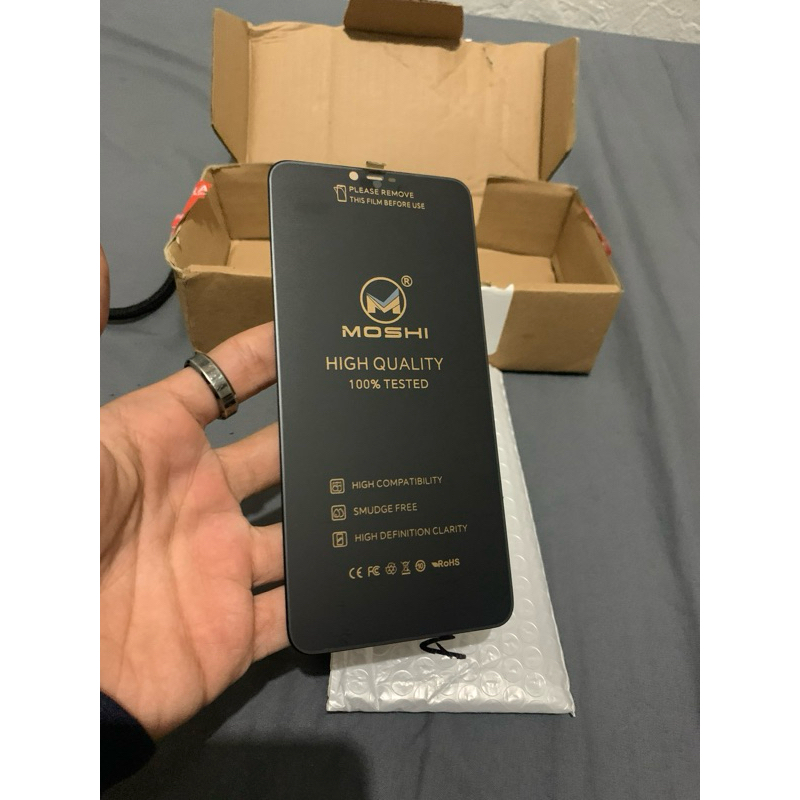 PLEASE REMOVE
THIS FILM BEFORE USE
®
MOSHI
HIGH QUALITY
100% TESTED
HIGH COMPATIBILITY
SMUDGE FREE
HIGH DEFINITION CLARITY
CE FC 10 RoHS